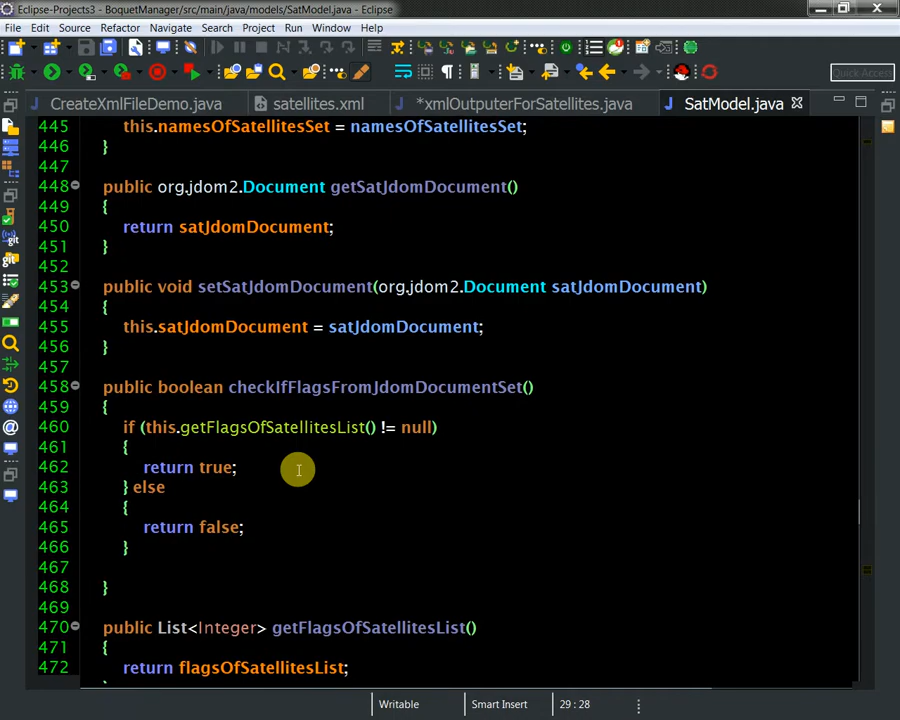 Eclipse-Projects3 - BoquetManager/src/main/java/models/SatModel.java - Eclipse
File Edit Source Refactor Navigate Search Project Run Window Help
Quick Access
CreateXmlFileDemo.java satellites.xml *xmlOutputerForSatellites.java SatModel.java
445 this.namesOfSatellitesSet = namesOfSatellitesSet;
446 }
447
448 public org.jdom2.Document getSatJdomDocument()
449 {
450 return satJdomDocument;
451 }
452
453 public void setSatJdomDocument(org.jdom2.Document satJdomDocument)
454 {
455 this.satJdomDocument = satJdomDocument;
456 }
457
458 public boolean checkIfFlagsFromJdomDocumentSet()
459 {
460 if (this.getFlagsOfSatellitesList() != null)
461 {
462 return true;
463 } else
464 {
465 return false;
466 }
467
468 }
469
470 public List<Integer> getFlagsOfSatellitesList()
471 {
472 return flagsOfSatellitesList;
Writable Smart Insert 29 : 28